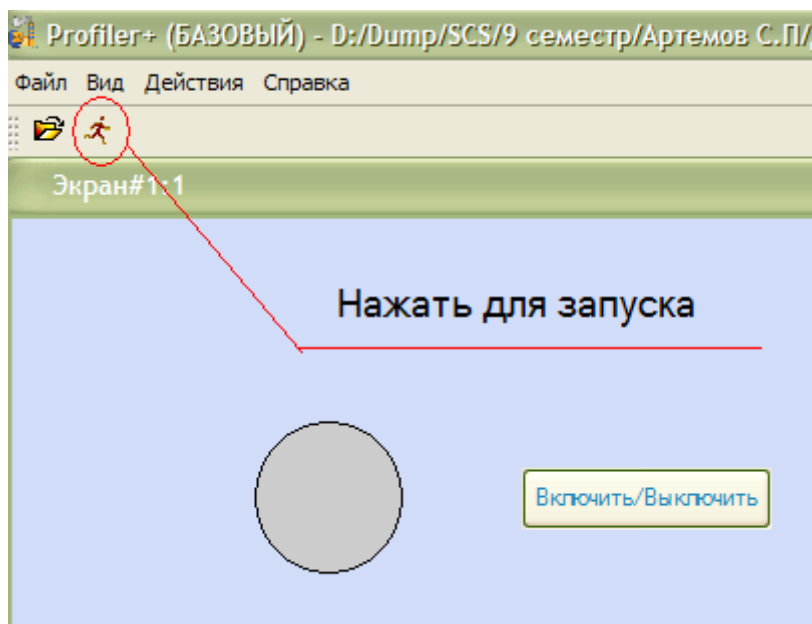 Profiler+ (БАЗОВЫЙ) - D:/Dump/SCS/9 семестр/Артемов С.П/
Файл Вид Действия Справка
Экран#1:1
Нажать для запуска
Включить/Выключить